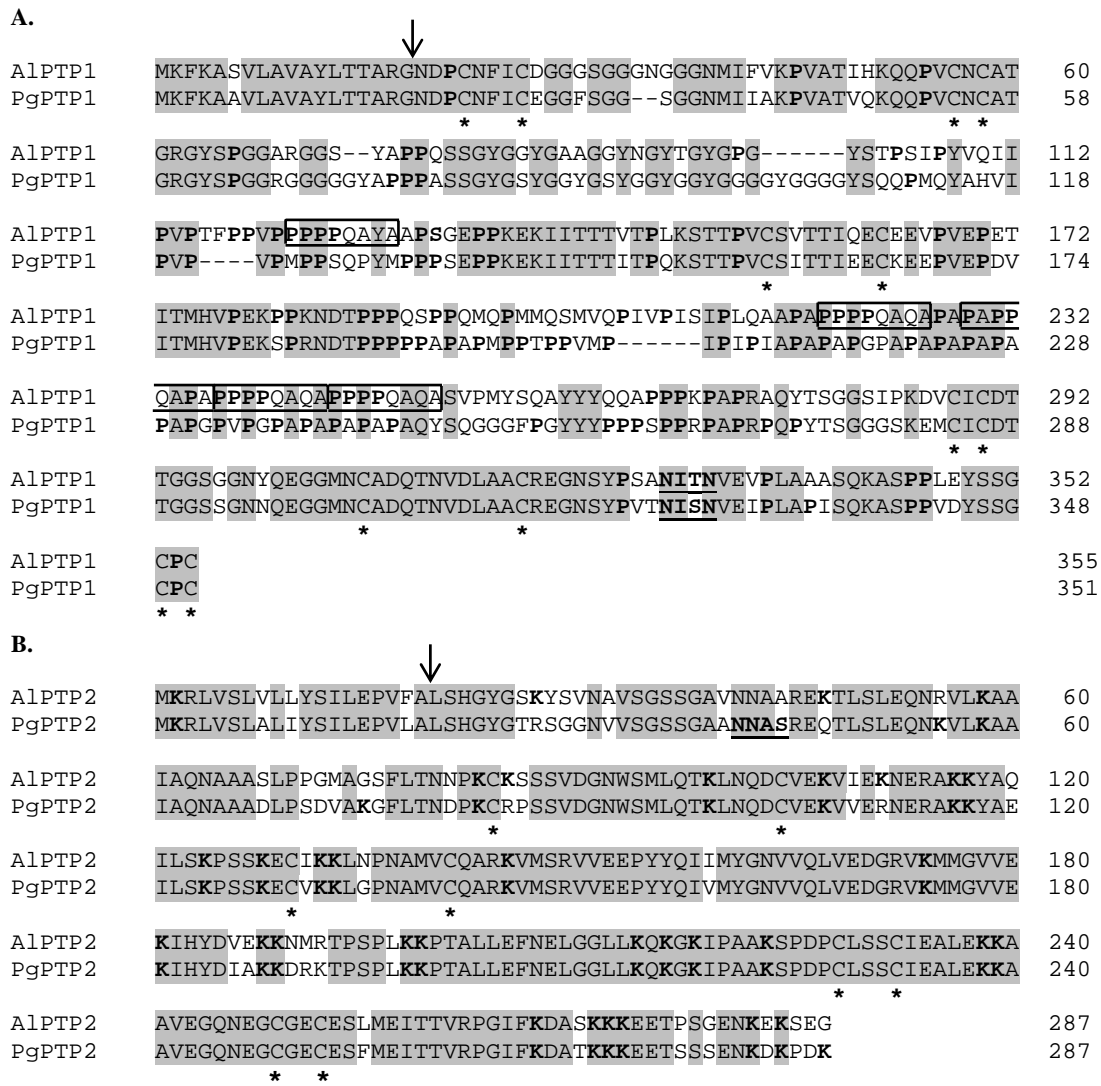 A.
AlPTP1 MKFKASVLAVAYLTTARGNDPCNFICDGGGSGGGNGGGNMIFVKPVATIHKQQPVCNCAT 60
PgPTP1 MKFKAAVLAVAYLTTARGNDPCNFICEGGFSGG--SGGNMIIAKPVATVQKQQPVCNCAT 58
* * * *
AlPTP1 GRGYSPGGARGGS--YAPPQSSGYGGYGAAGGYNGYTGYGPG------YSTPSIPYVQII 112
PgPTP1 GRGYSPGGRGGGGGYAPPPASSGYGSYGGYGSYGGYGGYGGGGYGGGGYSQQPMQYAHVI 118
AlPTP1 PVPTFPPVPPPPPQAYAAPSGEPPKEKIITTTVTPLKSTTPVCSVTTIQECEEVPVEPET 172
PgPTP1 PVP----VPMPPSQPYMPPPSEPPKEKIITTTITPQKSTTPVCSITTIEECKEEPVEPDV 174
* *
AlPTP1 ITMHVPEKPPKNDTPPPQSPPQMQPMMQSMVQPIVPISIPLQAAPAPPPPQAQAPAPAPP 232
PgPTP1 ITMHVPEKSPRNDTPPPPPAPAPMPPTPPVMP------IPIPIAPAPAPGPAPAPAPAPA 228
AlPTP1 QAPAPPPPQAQAPPPPQAQASVPMYSQAYYYQQAPPPKPAPRAQYTSGGSIPKDVCICDT 292
PgPTP1 PAPGPVPGPAPAPAPAPAQYSQGGGFPGYYYPPPSPPRPAPRPQPYTSGGGSKEMCICDT 288
* *
AlPTP1 TGGSGGNYQEGGMNCADQTNVDLAACREGNSYPSANITNVEVPLAAASQKASPPLEYSSG 352
PgPTP1 TGGSSGNNQEGGMNCADQTNVDLAACREGNSYPVTNISNVEIPLAPISQKASPPVDYSSG 348
* *
AlPTP1 CPC 355
PgPTP1 CPC 351
* *
B.
AlPTP2 MKRLVSLVLLYSILEPVFALSHGYGSKYSVNAVSGSSGAVNNAAREKTLSLEQNRVLKAA 60
PgPTP2 MKRLVSLALIYSILEPVLALSHGYGTRSGGNVVSGSSGAANNASREQTLSLEQNKVLKAA 60
AlPTP2 IAQNAAASLPPGMAGSFLTNNPKCKSSSVDGNWSMLQTKLNQDCVEKVIEKNERAKKYAQ 120
PgPTP2 IAQNAAADLPSDVAKGFLTNDPKCRPSSVDGNWSMLQTKLNQDCVEKVVERNERAKKYAE 120
* *
AlPTP2 ILSKPSSKECIKKLNPNAMVCQARKVMSRVVEEPYYQIIMYGNVVQLVEDGRVKMMGVVE 180
PgPTP2 ILSKPSSKECVKKLGPNAMVCQARKVMSRVVEEPYYQIVMYGNVVQLVEDGRVKMMGVVE 180
* *
AlPTP2 KIHYDVEKKNMRTPSPLKKPTALLEFNELGGLLKQKGKIPAAKSPDPCLSSCIEALEKKA 240
PgPTP2 KIHYDIAKKDRKTPSPLKKPTALLEFNELGGLLKQKGKIPAAKSPDPCLSSCIEALEKKA 240
* *
AlPTP2 AVEGQNEGCGECESLMEITTVRPGIFKDASKKKEETPSGENKEKSEG 287
PgPTP2 AVEGQNEGCGECESFMEITTVRPGIFKDATKKKEETSSSENKDKPDK 287
* *